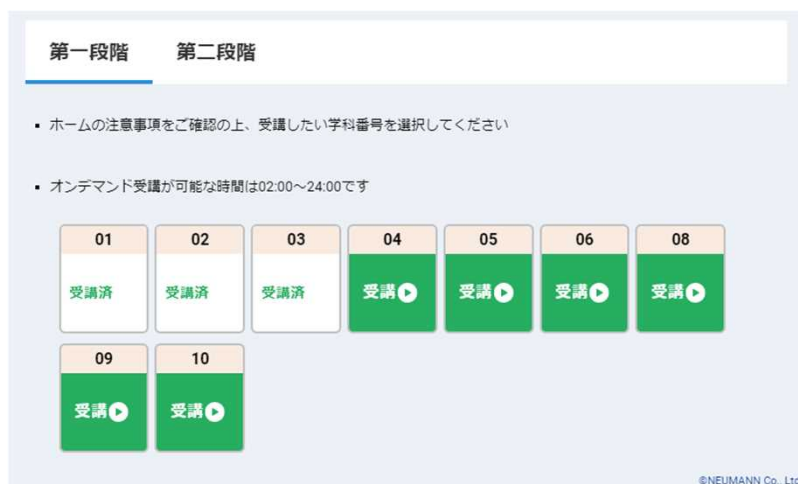 第一段階 第二段階
ホームの注意事項をご確認の上、受講したい学科番号を選択してください
オンデマンド受講が可能な時間は02:00～24:00です
01 02 03 04 05 06 08
受講済 受講済 受講済 受講 受講 受講 受講
09 10
受講 受講
©NEUMANN Co., Ltd